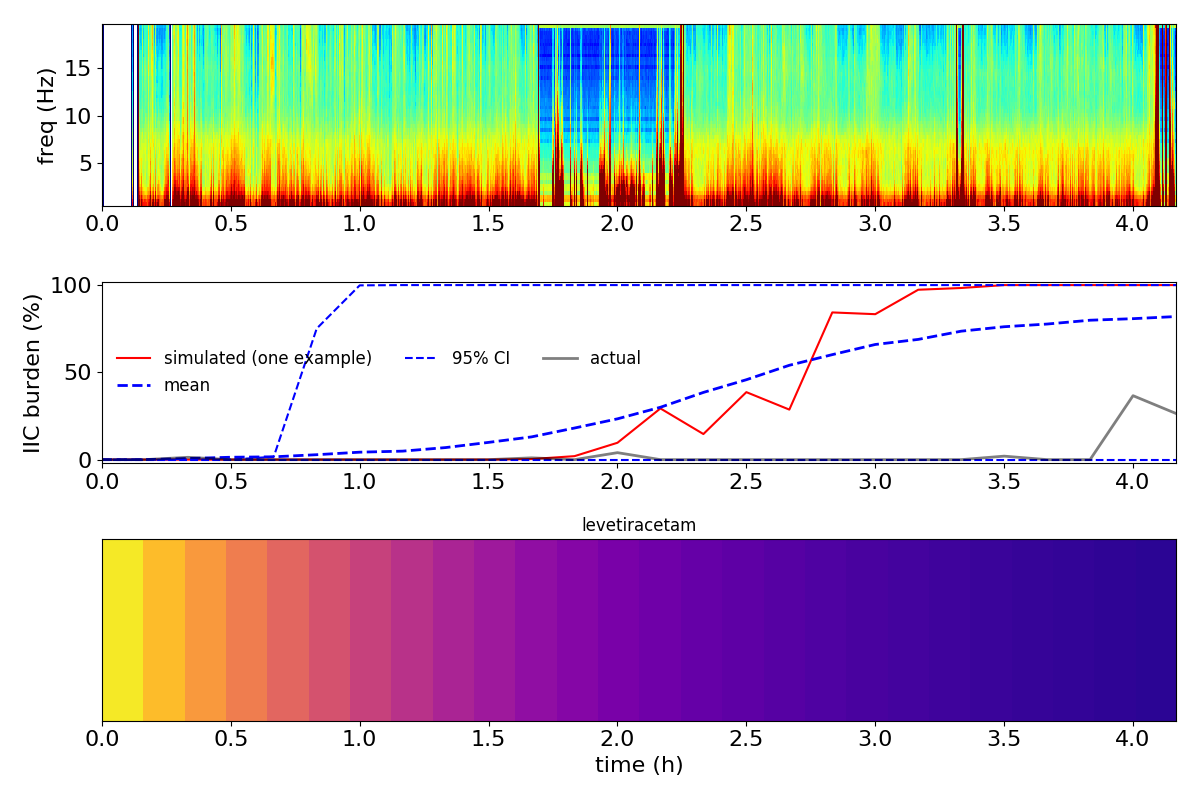 freq (Hz)
15
10
5
0.0 0.5 1.0 1.5 2.0 2.5 3.0 3.5 4.0
IIC burden (%)
100
50
0
simulated (one example) 95% CI actual
mean
0.0 0.5 1.0 1.5 2.0 2.5 3.0 3.5 4.0
levetiracetam
0.0 0.5 1.0 1.5 2.0 2.5 3.0 3.5 4.0
time (h)